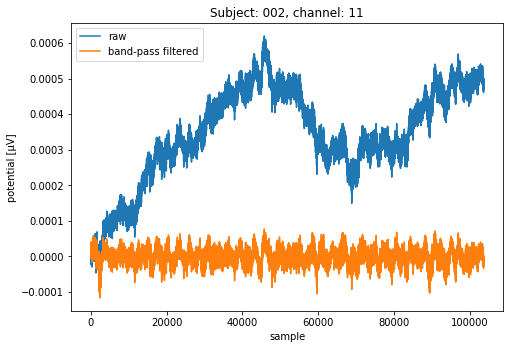 Subject: 002, channel: 11
raw
band-pass filtered
potential [μV]
0.0006
0.0005
0.0004
0.0003
0.0002
0.0001
0.0000
−0.0001
0
20000
40000
60000
80000
100000
sample